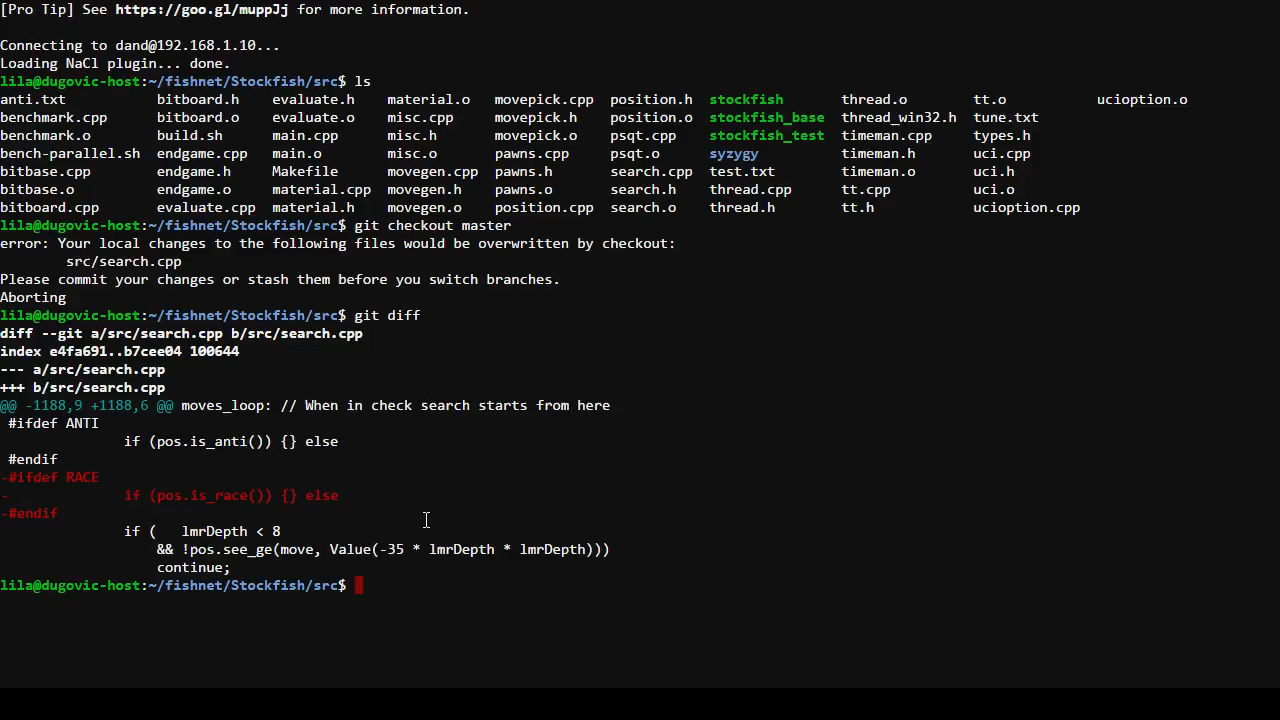 [Pro Tip] See https://goo.gl/muppJj for more information.
Connecting to dand@192.168.1.10...
Loading NaCl plugin... done.
lila@dugovic-host:~/fishnet/Stockfish/src$ ls
anti.txt bitboard.h evaluate.h material.o movepick.cpp position.h stockfish thread.o tt.o ucioption.o
benchmark.cpp bitboard.o evaluate.o misc.cpp movepick.h position.o stockfish_base thread_win32.h tune.txt
benchmark.o build.sh main.cpp misc.h movepick.o psqt.cpp stockfish_test timeman.cpp types.h
bench-parallel.sh endgame.cpp main.o misc.o pawns.cpp psqt.o syzygy timeman.h uci.cpp
bitbase.cpp endgame.h Makefile movegen.cpp pawns.h search.cpp test.txt timeman.o uci.h
bitbase.o endgame.o material.cpp movegen.h pawns.o search.h thread.cpp tt.cpp uci.o
bitboard.cpp evaluate.cpp material.h movegen.o position.cpp search.o thread.h tt.h ucioption.cpp
lila@dugovic-host:~/fishnet/Stockfish/src$ git checkout master
error: Your local changes to the following files would be overwritten by checkout:
        src/search.cpp
Please commit your changes or stash them before you switch branches.
Aborting
lila@dugovic-host:~/fishnet/Stockfish/src$ git diff
diff --git a/src/search.cpp b/src/search.cpp
index e4fa691..b7cee04 100644
--- a/src/search.cpp
+++ b/src/search.cpp
@@ -1188,9 +1188,6 @@ moves_loop: // When in check search starts from here
 #ifdef ANTI
               if (pos.is_anti()) {} else
 #endif
-#ifdef RACE
-              if (pos.is_race()) {} else
-#endif
               if (   lmrDepth < 8
                   && !pos.see_ge(move, Value(-35 * lmrDepth * lmrDepth)))
                   continue;
lila@dugovic-host:~/fishnet/Stockfish/src$